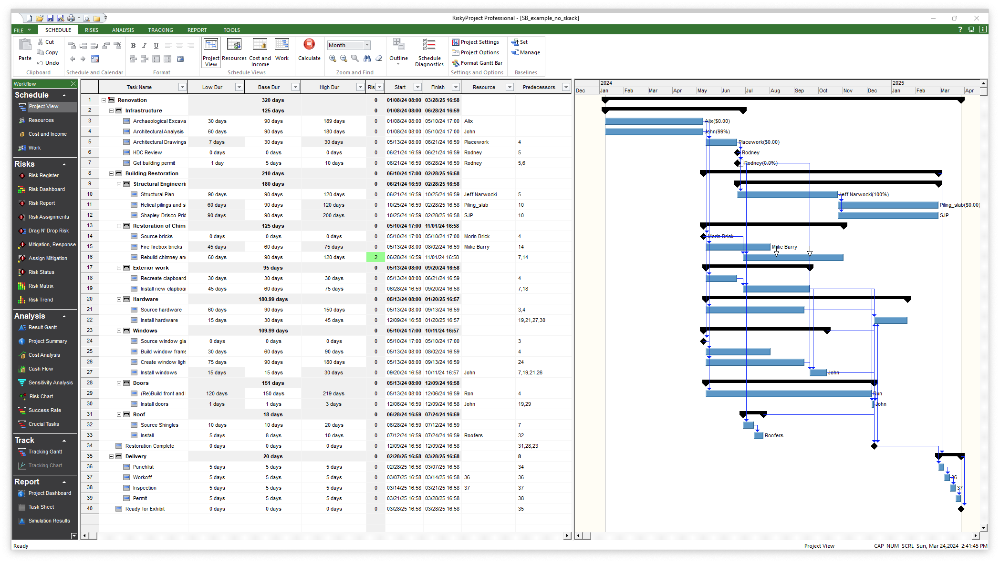 RiskyProject Professional - [SB_example_no_skack]
FILE SCHEDULE RISKS ANALYSIS TRACKING REPORT TOOLS
Paste Cut Copy Undo
Clipboard
Schedule and Calendar
B I U
Format
Project View Resources Cost and Income Work
Schedule Views
Calculate
Month
Zoom and Find
Outline
Schedule Diagnostics
Project Settings
Project Options
Format Gantt Bar
Settings and Options
Set
Manage
Baselines
Workflow
Schedule
Project View
Resources
Cost and Income
Work
Risks
Risk Register
Risk Dashboard
Risk Report
Risk Assignments
Drag N' Drop Risk
Mitigation, Response
Assign Mitigation
Risk Status
Risk Matrix
Risk Trend
Analysis
Result Gantt
Project Summary
Cost Analysis
Cash Flow
Sensitivity Analysis
Risk Chart
Success Rate
Crucial Tasks
Track
Tracking Gantt
Tracking Chart
Report
Project Dashboard
Task Sheet
Simulation Results
Task Name Low Dur Base Dur High Dur Ris Start Finish Resource Predecessors
1 Renovation 320 days 0 01/08/24 08:00 03/28/25 16:58
2 Infrastructure 125 days 0 01/08/24 08:00 06/28/24 16:59
3 Archaeological Excava 30 days 90 days 189 days 0 01/08/24 08:00 05/10/24 17:00 Alix
4 Architectural Analysis 60 days 90 days 180 days 0 01/08/24 08:00 05/10/24 17:00 John
5 Architectural Drawings 7 days 30 days 30 days 0 05/13/24 08:00 06/21/24 16:59 Placework 4
6 HDC Review 0 days 0 days 0 days 0 06/21/24 16:59 06/21/24 16:59 Rodney 5
7 Get building permit 1 day 5 days 10 days 0 06/21/24 16:59 06/28/24 16:59 Rodney 5,6
8 Building Restoration 210 days 0 05/10/24 17:00 02/28/25 16:58
9 Structural Engineeri 180 days 0 06/21/24 16:59 02/28/25 16:58
10 Structural Plan 90 days 90 days 120 days 0 06/21/24 16:59 10/25/24 16:59 Jeff Narwocki 5
11 Helical pilings and s 60 days 90 days 120 days 0 10/25/24 16:59 02/28/25 16:58 Piling_slab 10
12 Shapley-Drisco-Prid 90 days 90 days 200 days 0 10/25/24 16:59 02/28/25 16:58 SJP 10
13 Restoration of Chim 125 days 0 05/10/24 17:00 11/01/24 16:58
14 Source bricks 0 days 0 days 0 days 0 05/10/24 17:00 05/10/24 17:00 Morin Brick 4
15 Fire firebox bricks 45 days 60 days 75 days 0 05/13/24 08:00 08/02/24 16:59 Miike Barry 14
16 Rebuild chimney and 60 days 90 days 120 days 2 06/28/24 16:59 11/01/24 16:58 7,14
17 Exterior work 95 days 0 05/13/24 08:00 09/20/24 16:58
18 Recreate clapboard 30 days 30 days 30 days 0 05/13/24 08:00 06/21/24 16:59 4
19 Install new clapboar 45 days 60 days 75 days 0 06/28/24 16:59 09/20/24 16:58 7,18
20 Hardware 180.99 days 0 05/13/24 08:00 01/20/25 16:57
21 Source hardware 60 days 90 days 150 days 0 05/13/24 08:00 09/13/24 16:59 3,4
22 Install hardware 15 days 30 days 45 days 0 12/09/24 16:58 01/20/25 16:57 19,21,27,30
23 Windows 109.99 days 0 05/10/24 17:00 10/11/24 16:57
24 Source window gla 0 days 0 days 0 days 0 05/10/24 17:00 05/10/24 17:00 3
25 Build window frame 30 days 60 days 90 days 0 05/13/24 08:00 08/02/24 16:59 4
26 Create window ligh 75 days 90 days 180 days 0 05/13/24 08:00 09/13/24 16:59 24
27 Install windows 15 days 15 days 30 days 0 09/20/24 16:58 10/11/24 16:57 John 7,19,21,26
28 Doors 151 days 0 05/13/24 08:00 12/09/24 16:58
29 (Re)Build front and 120 days 150 days 219 days 0 05/13/24 08:00 12/06/24 16:59 Ron 4
30 Install doors 1 days 1 days 3 days 0 12/06/24 16:59 12/09/24 16:58 John 19,29
31 Roof 18 days 0 06/28/24 16:59 07/24/24 16:59
32 Source Shingles 10 days 10 days 20 days 0 06/28/24 16:59 07/12/24 16:59 7
33 Install 5 days 8 days 10 days 0 07/12/24 16:59 07/24/24 16:59 Roofers 32
34 Restoration Complete 0 days 0 days 0 days 0 12/09/24 16:58 12/09/24 16:58 31,28,23
35 Delivery 20 days 0 02/28/25 16:58 03/28/25 16:58 8
36 Punchlist 5 days 5 days 5 days 0 02/28/25 16:58 03/07/25 16:58 34
37 Workoff 5 days 5 days 5 days 0 03/07/25 16:58 03/14/25 16:58 36 36
38 Inspection 5 days 5 days 5 days 0 03/14/25 16:58 03/21/25 16:58 37 37
39 Permit 5 days 5 days 5 days 0 03/21/25 16:58 03/28/25 16:58 38
40 Ready for Exhibit 0 days 0 days 0 days 0 03/28/25 16:58 03/28/25 16:58 35
2024 2025
Dec Jan Feb Mar Apr May Jun Jul Aug Sep Oct Nov Dec Jan Feb Mar Apr
Alix($0.00)
John(99%)
Placework($0.00)
Rodney
Rodney(0.0%)
Jeff Narwocki(100%)
Piling_slab($0.00)
SJP
Morin Brick
Miike Barry
John
Ron
John
Roofers
36
37
Ready Project View CAP NUM SCRL Sun, Mar 24,2024 2:41:45 PM